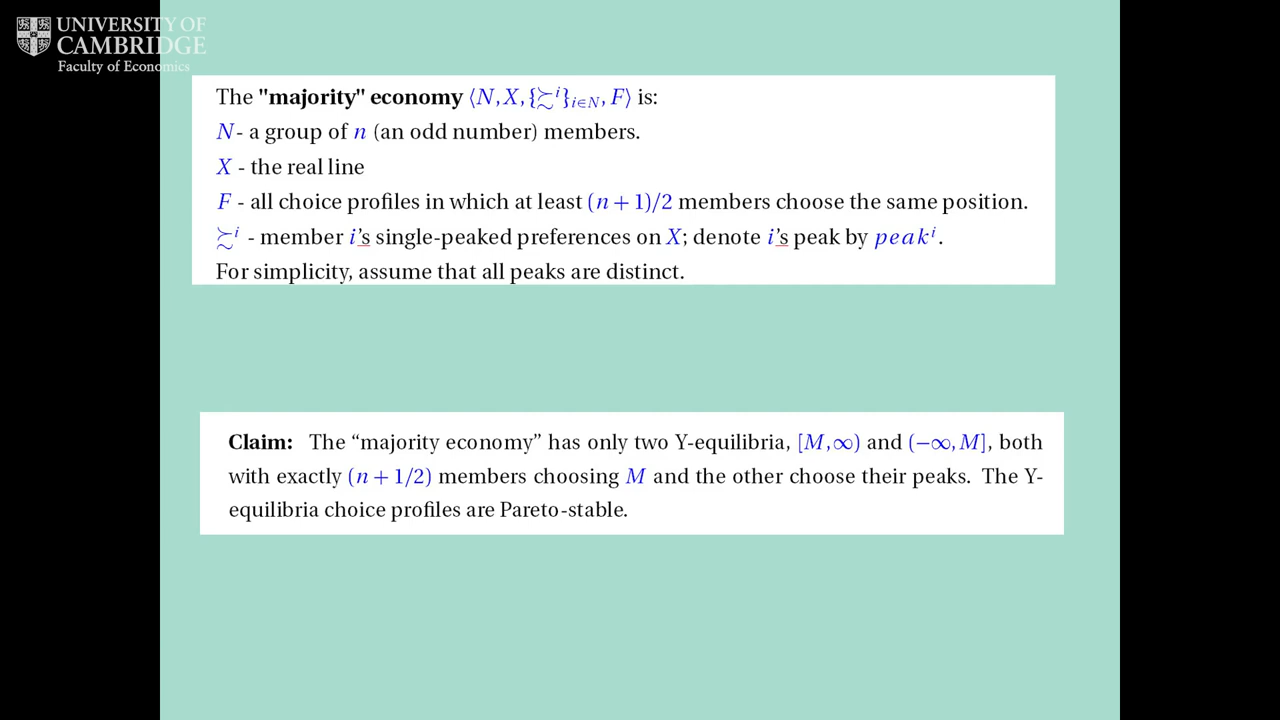 UNIVERSITY OF
CAMBRIDGE
Faculty of Economics
The "majority" economy ⟨N, X, {≿ⁱ}ᵢ∈N, F⟩ is:
N- a group of n (an odd number) members.
X - the real line
F - all choice profiles in which at least (n + 1)/2 members choose the same position.
≿ⁱ - member i's single-peaked preferences on X; denote i's peak by peakⁱ.
For simplicity, assume that all peaks are distinct.
Claim: The “majority economy” has only two Y-equilibria, [M,∞) and (−∞,M], both
with exactly (n + 1/2) members choosing M and the other choose their peaks. The Y-
equilibria choice profiles are Pareto-stable.